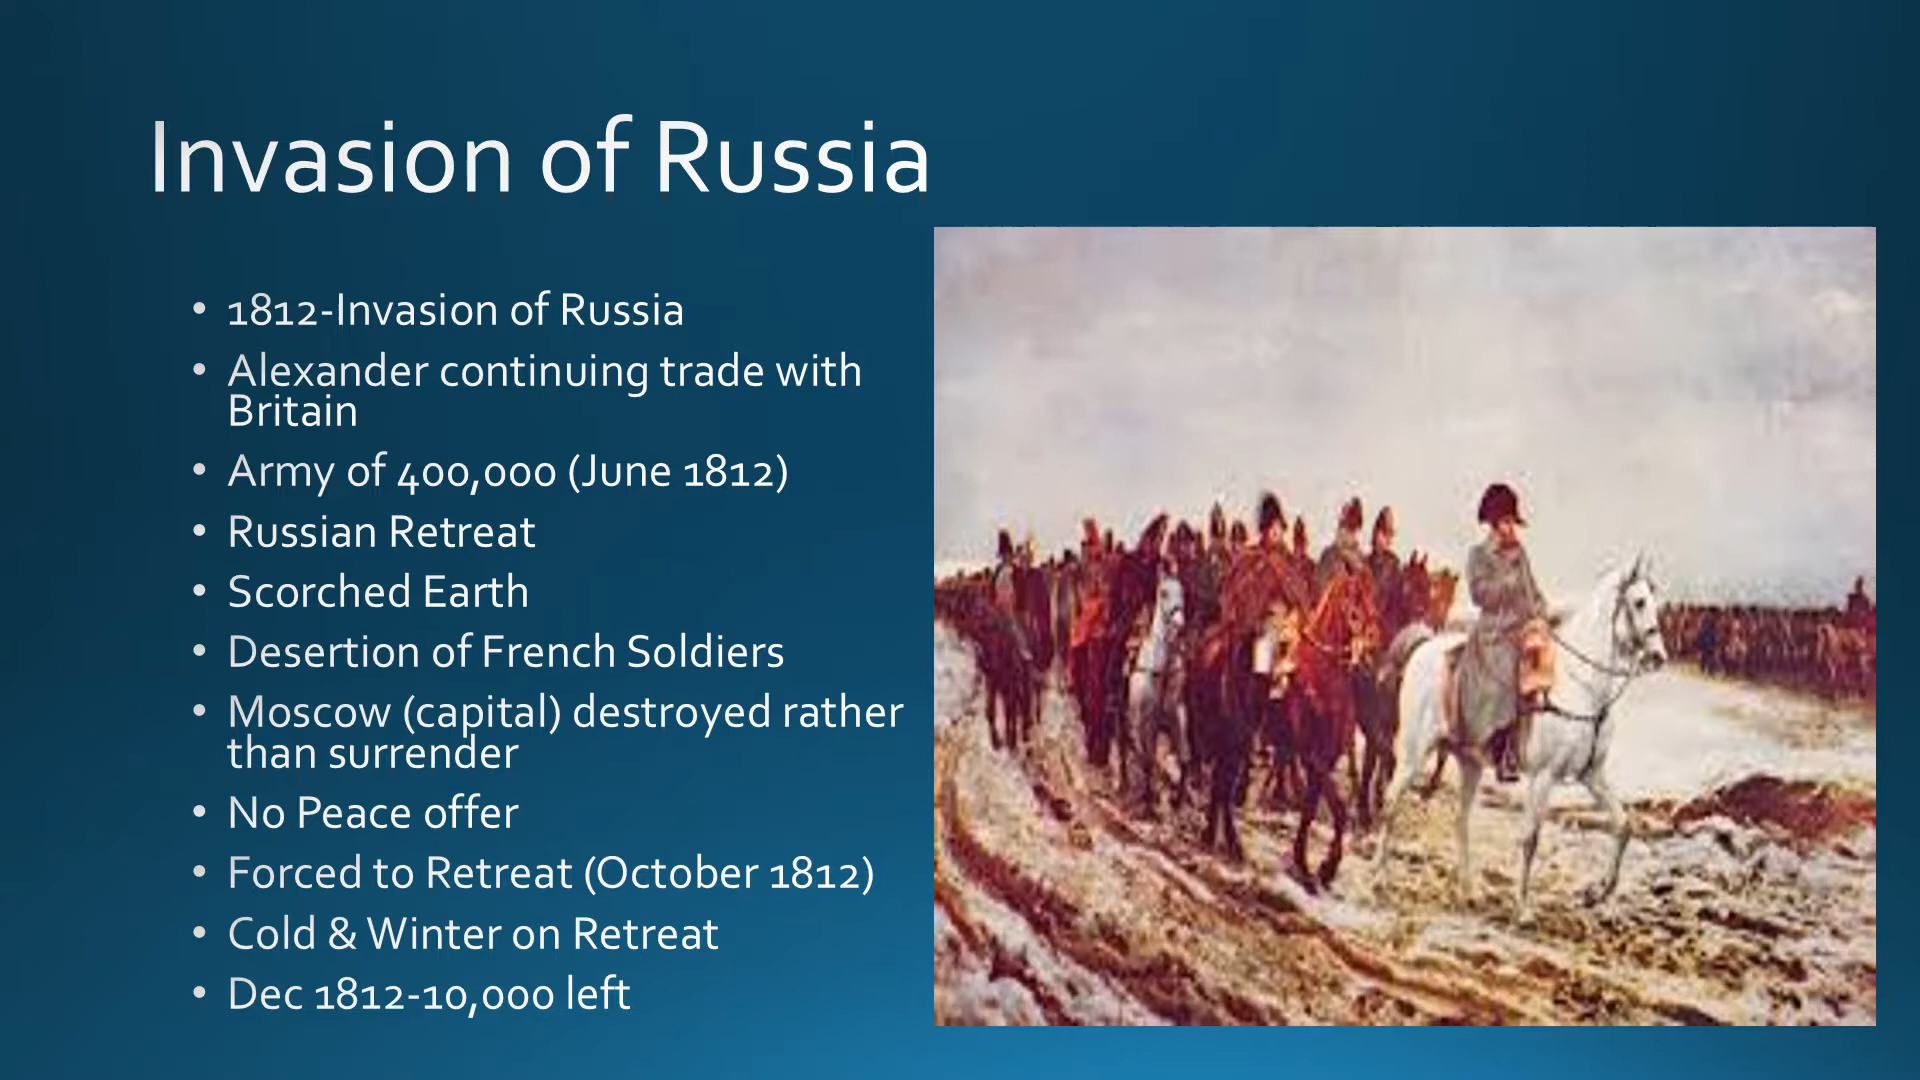 Invasion of Russia
• 1812-Invasion of Russia
• Alexander continuing trade with
Britain
• Army of 400,000 (June 1812)
• Russian Retreat
• Scorched Earth
• Desertion of French Soldiers
• Moscow (capital) destroyed rather
than surrender
• No Peace offer
• Forced to Retreat (October 1812)
• Cold & Winter on Retreat
• Dec 1812-10,000 left